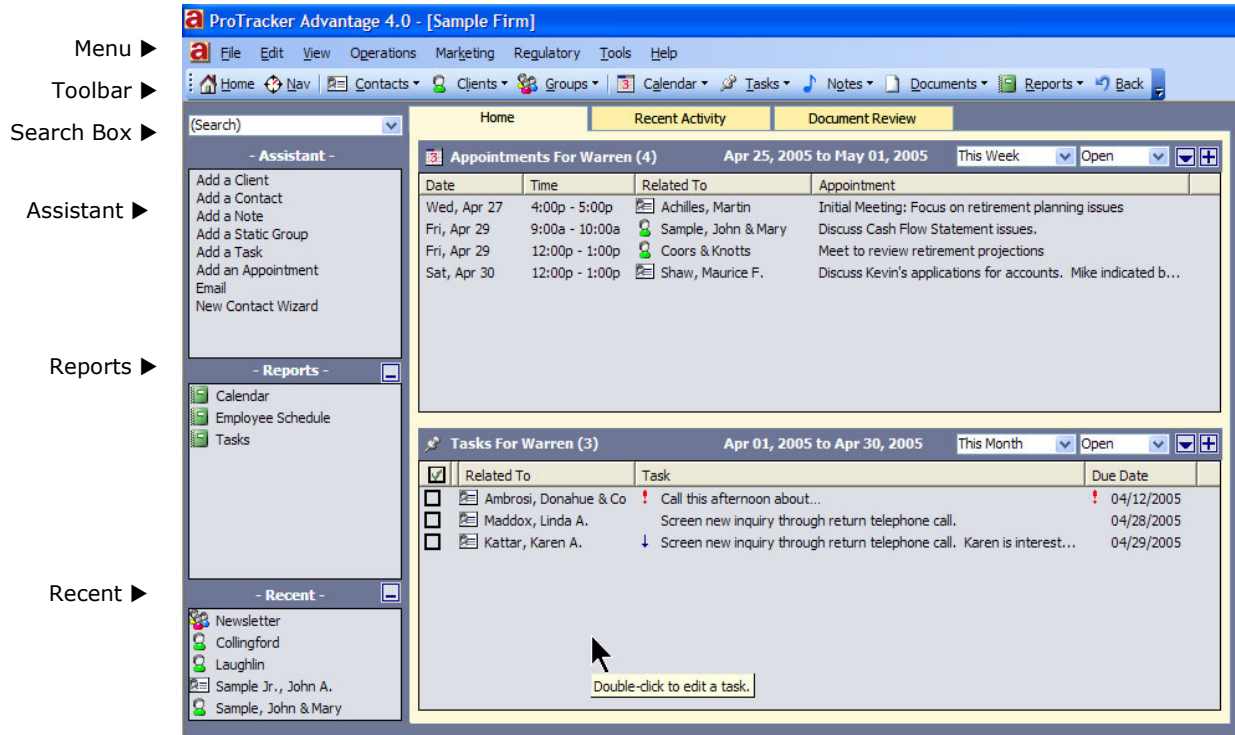 ProTracker Advantage 4.0 - [Sample Firm]
Menu ▶
File Edit View Operations Marketing Regulatory Tools Help
Toolbar ▶
Home Nav Contacts Clients Groups 3 Calendar Tasks Notes Documents Reports Back
Search Box ▶
(Search)
Home Recent Activity Document Review
- Assistant -
Assistant ▶
Add a Client
Add a Contact
Add a Note
Add a Static Group
Add a Task
Add an Appointment
Email
New Contact Wizard
Reports ▶
- Reports -
Calendar
Employee Schedule
Tasks
Recent ▶
- Recent -
Newsletter
Collingford
Laughlin
Sample Jr., John A.
Sample, John & Mary
3 Appointments For Warren (4) Apr 25, 2005 to May 01, 2005 This Week Open
Date Time Related To Appointment
Wed, Apr 27 4:00p - 5:00p Achilles, Martin Initial Meeting: Focus on retirement planning issues
Fri, Apr 29 9:00a - 10:00a Sample, John & Mary Discuss Cash Flow Statement issues.
Fri, Apr 29 12:00p - 1:00p Coors & Knotts Meet to review retirement projections
Sat, Apr 30 12:00p - 1:00p Shaw, Maurice F. Discuss Kevin's applications for accounts. Mike indicated b...
Tasks For Warren (3) Apr 01, 2005 to Apr 30, 2005 This Month Open
Related To Task Due Date
Ambrosi, Donahue & Co ! Call this afternoon about... ! 04/12/2005
Maddox, Linda A. Screen new inquiry through return telephone call. 04/28/2005
Kattar, Karen A. ↓ Screen new inquiry through return telephone call. Karen is interest... 04/29/2005
Double-click to edit a task.